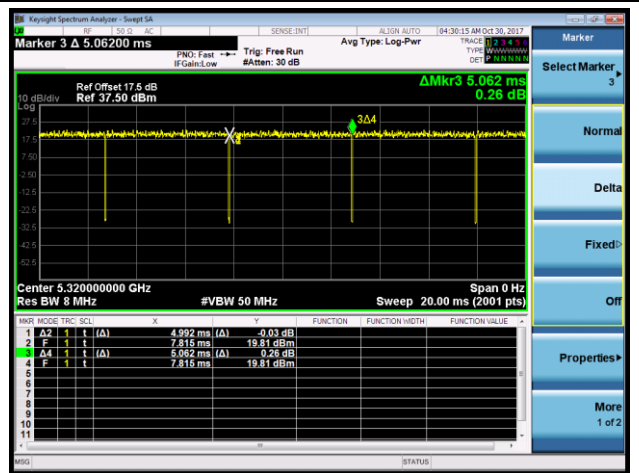 Keysight Spectrum Analyzer - Swept SA
RF 50 Ω AC SENSE:INT ALIGN AUTO 04:30:15 AM Oct 30, 2017
Marker 3 Δ 5.06200 ms
PNO: Fast Trig: Free Run Avg Type: Log-Pwr TRACE 1 2 3 4 5 6
IFGain:Low #Atten: 30 dB TYPE WWWWWW
DET P N N N N N
Ref Offset 17.5 dB ΔMkr3 5.062 ms
10 dB/div Ref 37.50 dBm 0.26 dB
Log
27.5
3Δ4
17.5
7.50
-2.50
-12.5
-22.5
-32.5
-42.5
-52.5
Center 5.320000000 GHz Span 0 Hz
Res BW 8 MHz #VBW 50 MHz Sweep 20.00 ms (2001 pts)
MKR MODE TRC SCL X Y FUNCTION FUNCTION WIDTH FUNCTION VALUE
1 Δ2 1 t (Δ) 4.992 ms (Δ) -0.03 dB
2 F 1 t 7.815 ms 19.81 dBm
3 Δ4 1 t (Δ) 5.062 ms (Δ) 0.26 dB
4 F 1 t 7.815 ms 19.81 dBm
5
6
7
8
9
10
11
MSG STATUS
Marker
Select Marker
3
Normal
Delta
Fixed
Off
Properties
More
1 of 2